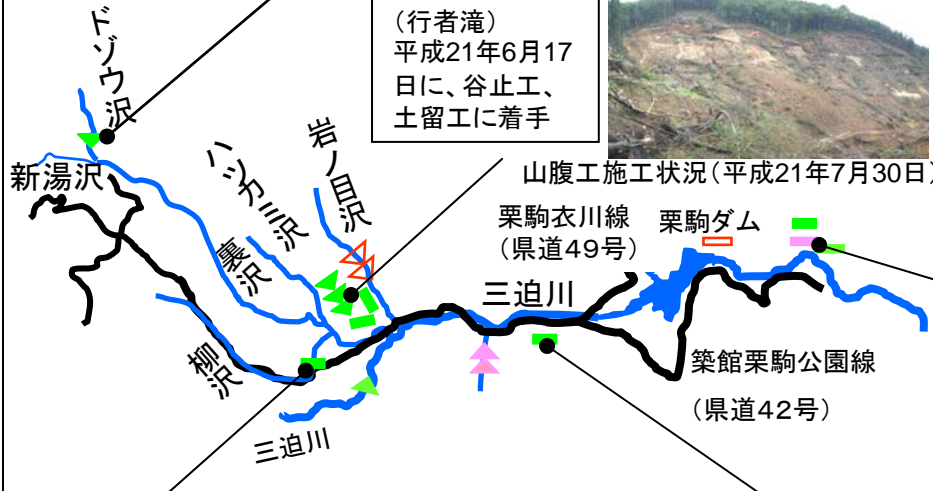 ドゾウ沢
(行者滝)
平成21年6月17
日に、谷止工、
土留工に着手
山腹工施工状況(平成21年7月30日)
新湯沢
ハツカ三沢
岩ノ目沢
裏沢
栗駒衣川線
(県道49号)
栗駒ダム
三迫川
柳沢
築館栗駒公園線
(県道42号)
三迫川